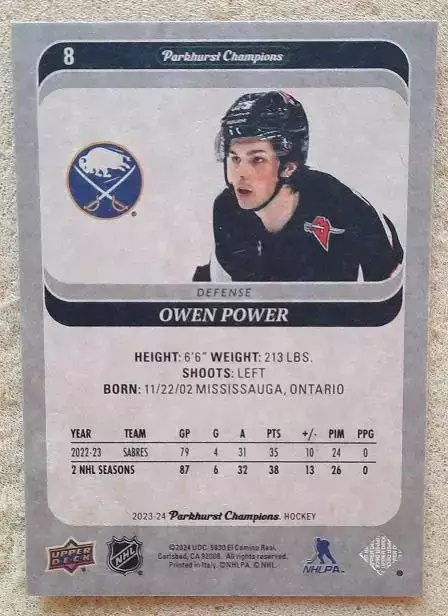 8
Parkhurst Champions
DEFENSE
OWEN POWER
HEIGHT: 6'6" WEIGHT: 213 LBS.
SHOOTS: LEFT
BORN: 11/22/02 MISSISSAUGA, ONTARIO
YEAR TEAM GP G A PTS +/- PIM PPG
2022-23 SABRES 79 4 31 35 10 24 0
2 NHL SEASONS 87 6 32 38 13 26 0
2023-24 Parkhurst Champions. HOCKEY
©2024 UDC. 5830 El Camino Real,
Carlsbad, CA 92008. All rights reserved.
Printed in Italy. ©NHLPA. © NHL.
UPPER DECK
NHL
NHLPA